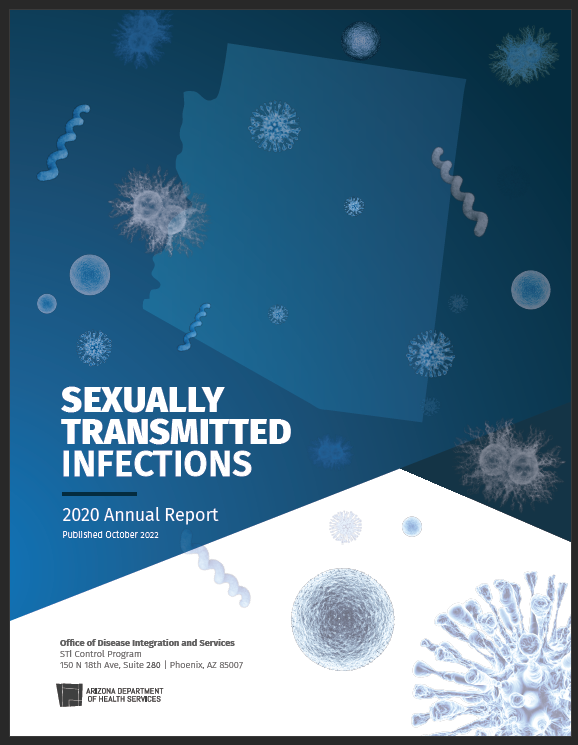 SEXUALLY
TRANSMITTED
INFECTIONS
2020 Annual Report
Published October 2022
Office of Disease Integration and Services
STI Control Program
150 N 18th Ave, Suite 280 | Phoenix, AZ 85007
ARIZONA DEPARTMENT
OF HEALTH SERVICES